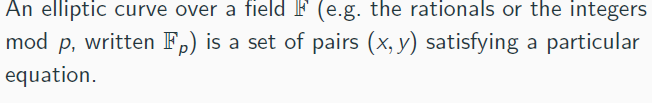 An elliptic curve over a field 𝔽 (e.g. the rationals or the integers
mod p, written 𝔽ₚ) is a set of pairs (x, y) satisfying a particular
equation.